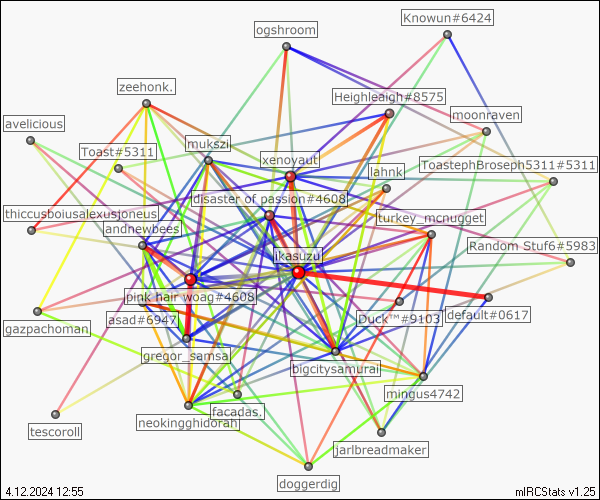 Knowun#6424
ogshroom
zeehonk.
Heighleaigh#8575
avelicious
moonraven
mukszi
Toast#5311
xenoyaut
ToastephBroseph5311#5311
lahnk
disaster of passion#4608
thiccusboiusalexusjoneus
turkey_mcnugget
landnewbees
Random Stuf6#5983
ikasuzu
pink hair woag#4608
default#0617
asad#6947
Duck™#9103
gazpachoman
gregor_samsa
bigcitysamurai
mingus4742
facadas.
neokingghidorah
tescoroll
jarlbreadmaker
doggerdig
4.12.2024 12:55
mIRCStats v1.25